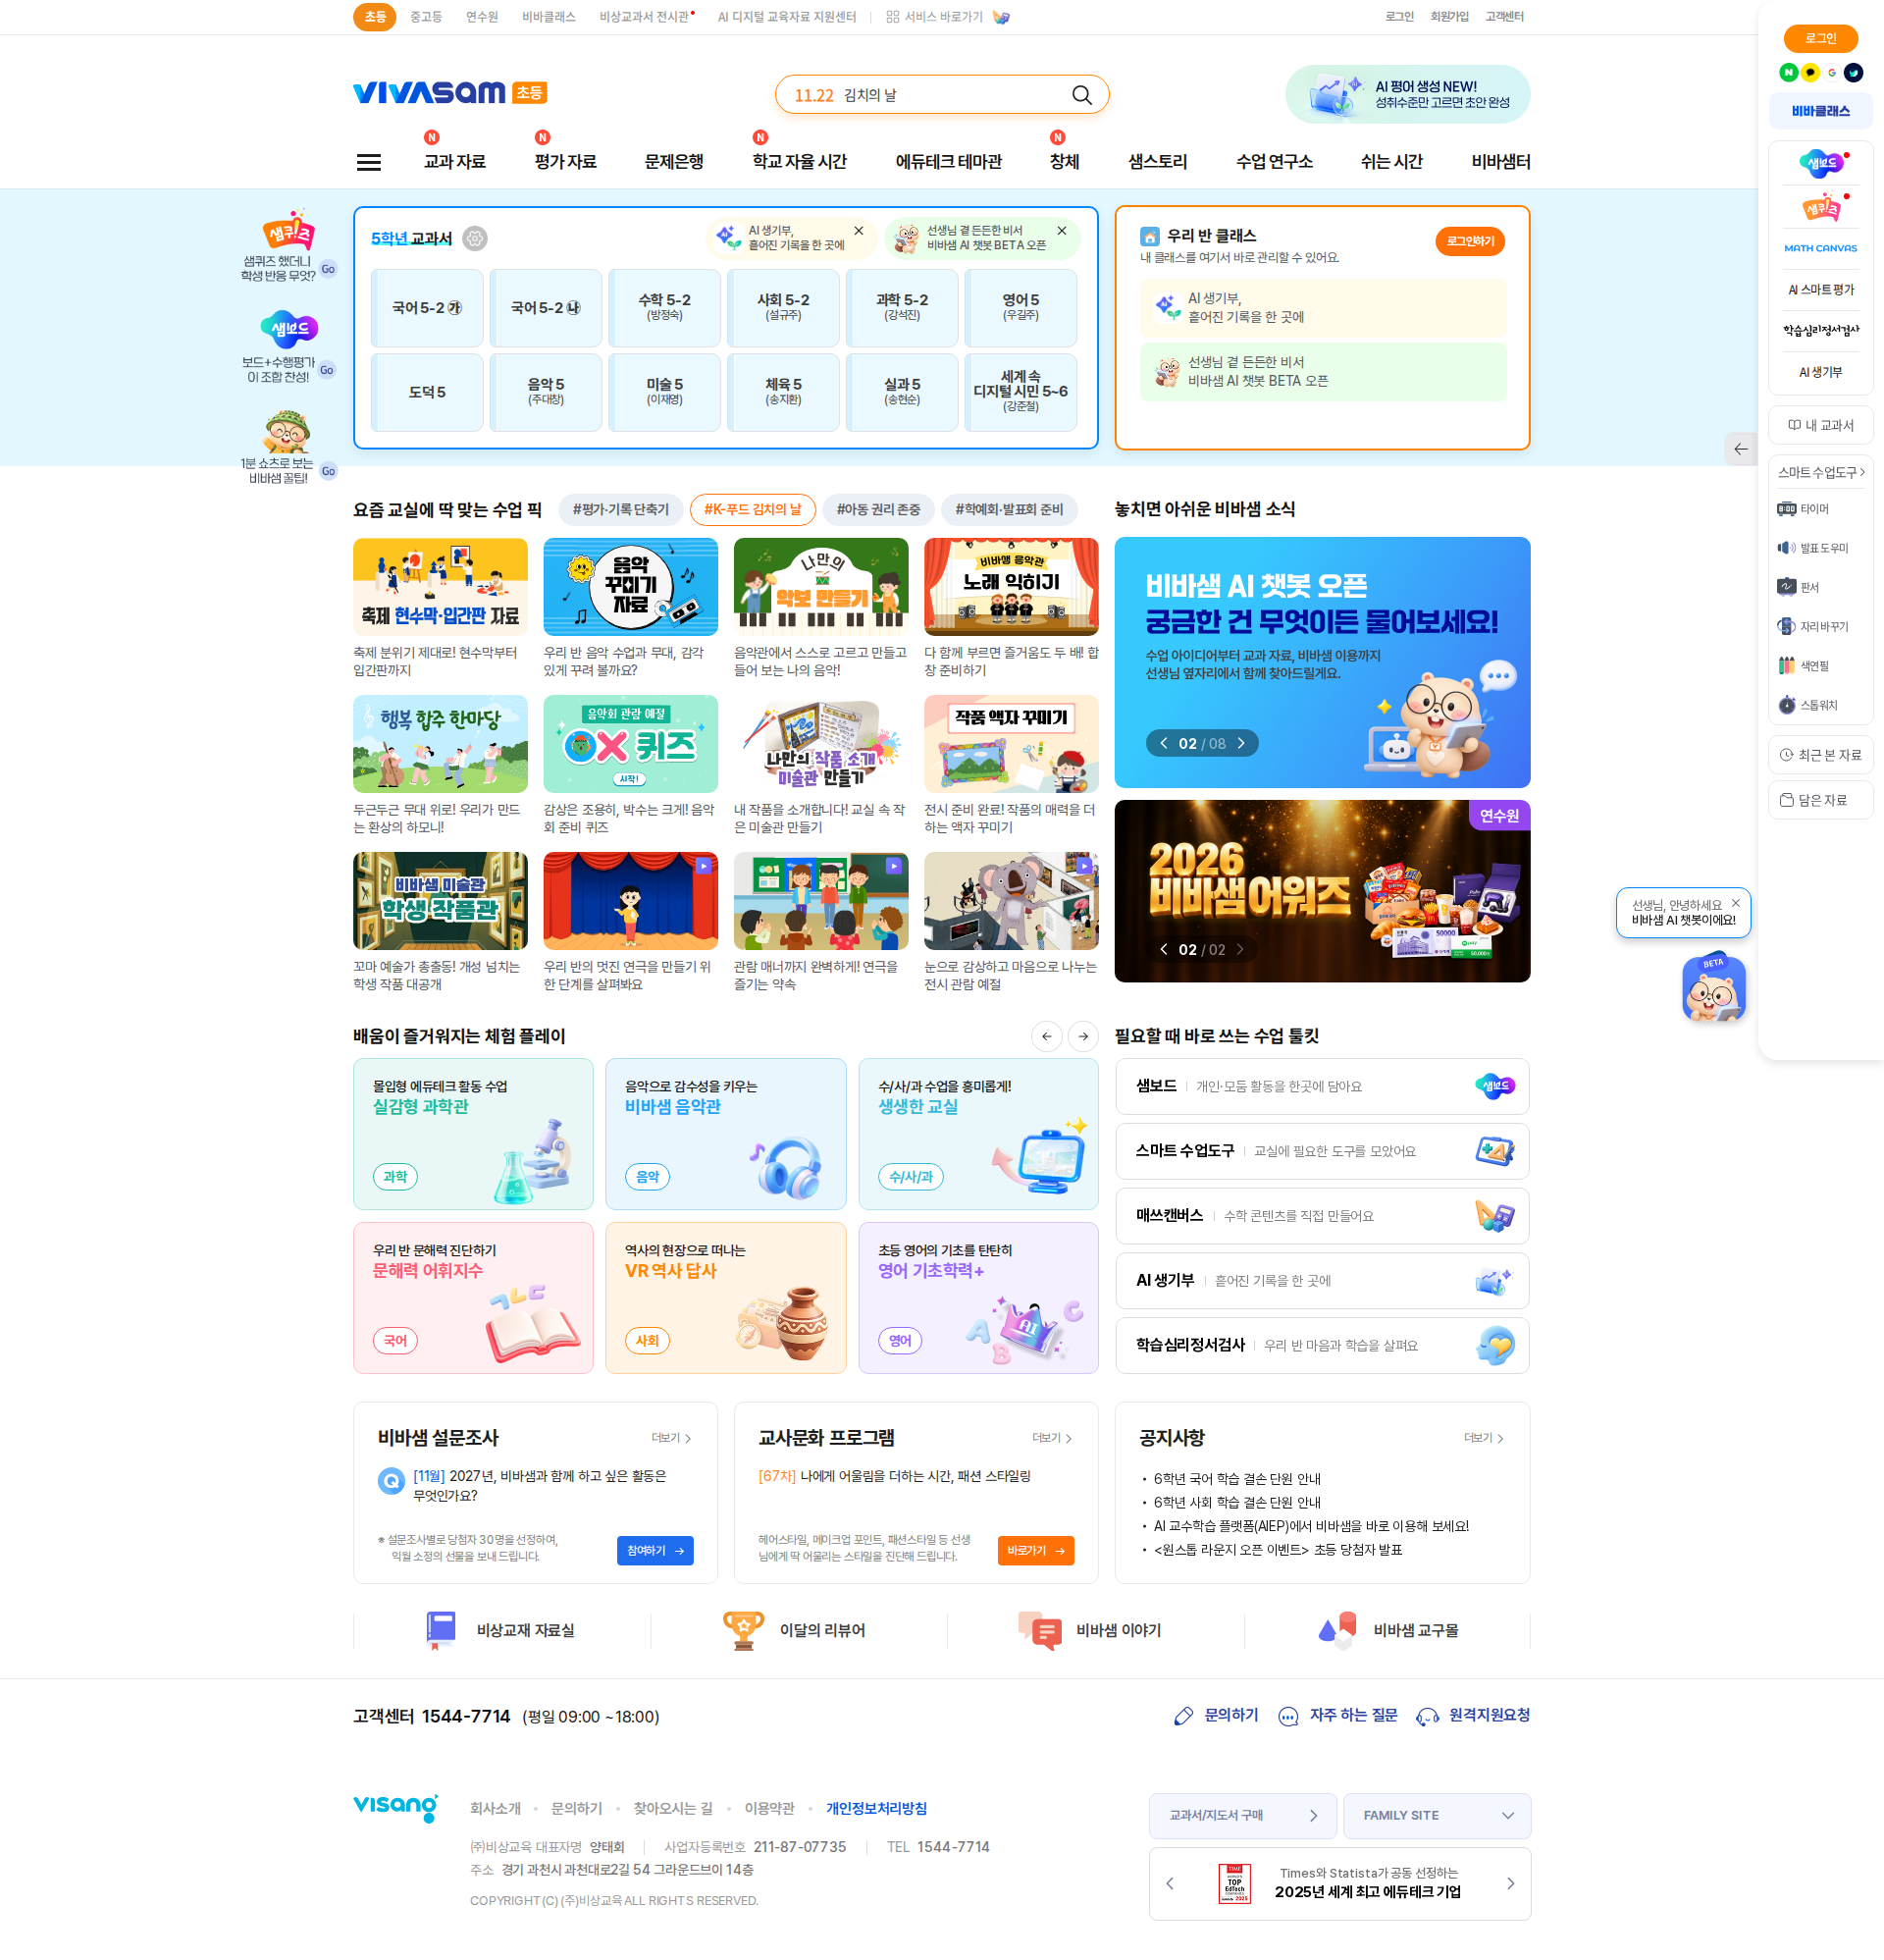 초등 중고등 연수원 비바클래스 비상교과서 전시관 AI 디지털 교육자료 지원센터 서비스 바로가기 로그인 회원가입 고객센터
VIVASAM 초등
11.22 김치의 날
AI 평어 생성 NEW!
성취수준만 고르면 초안 완성
N N N N
교과 자료 평가 자료 문제은행 학교 자율 시간 에듀테크 테마관 창체 샘스토리 수업 연구소 쉬는 시간 비바샘터
샘퀴!즈
샘퀴즈 했더니
학생 반응 무엇? Go
샘보드
보드+수행평가
이 조합 찬성! Go
1분 쇼츠로 보는
비바샘 꿀팁! Go
5학년 교과서
AI 생기부,
흩어진 기록을 한 곳에
선생님 곁 든든한 비서
비바샘 AI 챗봇 BETA 오픈
국어 5-2 ㉮
국어 5-2 ㉯
수학 5-2
(방정숙)
사회 5-2
(설규주)
과학 5-2
(강석진)
영어 5
(우길주)
도덕 5
음악 5
(주대창)
미술 5
(이재영)
체육 5
(송지환)
실과 5
(송현순)
세계 속
디지털 시민 5~6
(강준철)
우리 반 클래스
내 클래스를 여기서 바로 관리할 수 있어요.
로그인하기
AI 생기부,
흩어진 기록을 한 곳에
선생님 곁 든든한 비서
비바샘 AI 챗봇 BETA 오픈
요즘 교실에 딱 맞는 수업 픽
#평가·기록 단축기 #K-푸드 김치의 날 #아동 권리 존중 #학예회·발표회 준비
축제 현수막·입간판 자료
축제 분위기 제대로! 현수막부터
입간판까지
음악
꾸미기
자료
우리 반 음악 수업과 무대, 감각
있게 꾸려 볼까요?
나만의
악보 만들기
음악관에서 스스로 고르고 만들고
들어 보는 나의 음악!
비바샘 음악관
노래 익히기
다 함께 부르면 즐거움도 두 배! 합
창 준비하기
행복 합주 한마당
두근두근 무대 위로! 우리가 만드
는 환상의 하모니!
음악회 관람 예절
OX 퀴즈
시작!
감상은 조용히, 박수는 크게! 음악
회 준비 퀴즈
나만의 작품 소개
미술관 만들기
내 작품을 소개합니다! 교실 속 작
은 미술관 만들기
작품 액자 꾸미기
전시 준비 완료! 작품의 매력을 더
하는 액자 꾸미기
비바샘 미술관
학생 작품관
꼬마 예술가 총출동! 개성 넘치는
학생 작품 대공개
우리 반의 멋진 연극을 만들기 위
한 단계를 살펴봐요
관람 매너까지 완벽하게! 연극을
즐기는 약속
눈으로 감상하고 마음으로 나누는
전시 관람 예절
놓치면 아쉬운 비바샘 소식
비바샘 AI 챗봇 오픈
궁금한 건 무엇이든 물어보세요!
수업 아이디어부터 교과 자료, 비바샘 이용까지
선생님 옆자리에서 함께 찾아드릴게요.
02 / 08
연수원
2026
비바샘 어워즈
02 / 02
배움이 즐거워지는 체험 플레이
몰입형 에듀테크 활동 수업
실감형 과학관
과학
음악으로 감수성을 키우는
비바샘 음악관
음악
수/사/과 수업을 흥미롭게!
생생한 교실
수/사/과
우리 반 문해력 진단하기
문해력 어휘지수
국어
역사의 현장으로 떠나는
VR 역사 답사
사회
초등 영어의 기초를 탄탄히
영어 기초학력+
영어
필요할 때 바로 쓰는 수업 툴킷
샘보드 개인·모둠 활동을 한곳에 담아요 샘보드
스마트 수업도구 교실에 필요한 도구를 모았어요
매쓰캔버스 수학 콘텐츠를 직접 만들어요
AI 생기부 흩어진 기록을 한 곳에
학습심리정서검사 우리 반 마음과 학습을 살펴요
비바샘 설문조사 더보기
Q [11월] 2027년, 비바샘과 함께 하고 싶은 활동은
무엇인가요?
※ 설문조사별로 당첨자 30명을 선정하여,
익월 소정의 선물을 보내 드립니다.
참여하기
교사문화 프로그램 더보기
[67차] 나에게 어울림을 더하는 시간, 패션 스타일링
헤어스타일, 메이크업 포인트, 패션스타일 등 선생
님에게 딱 어울리는 스타일을 진단해 드립니다.
바로가기
공지사항 더보기
· 6학년 국어 학습 결손 단원 안내
· 6학년 사회 학습 결손 단원 안내
· AI 교수학습 플랫폼(AIEP)에서 비바샘을 바로 이용해 보세요!
· <원스톱 라운지 오픈 이벤트> 초등 당첨자 발표
비상교재 자료실 이달의 리뷰어 비바샘 이야기 비바샘 교구몰
고객센터 1544-7714 (평일 09:00 ~ 18:00)
문의하기 자주 하는 질문 원격지원요청
visang
회사소개 문의하기 찾아오시는 길 이용약관 개인정보처리방침
㈜비상교육 대표자명 양태회 사업자등록번호 211-87-07735 TEL 1544-7714
주소 경기 과천시 과천대로2길 54 그라운드브이 14층
COPYRIGHT (C) (주)비상교육 ALL RIGHTS RESERVED.
교과서/지도서 구매 FAMILY SITE
TIME
TOP
EdTech
2025
Times와 Statista가 공동 선정하는
2025년 세계 최고 에듀테크 기업
로그인
비바클래스
샘보드
샘퀴!즈
MATH CANVAS
AI 스마트 평가
학습심리정서검사
AI 생기부
내 교과서
스마트 수업도구
타이머
발표 도우미
판서
자리 바꾸기
색연필
스톱워치
최근 본 자료
담은 자료
선생님, 안녕하세요
비바샘 AI 챗봇이에요!
BETA